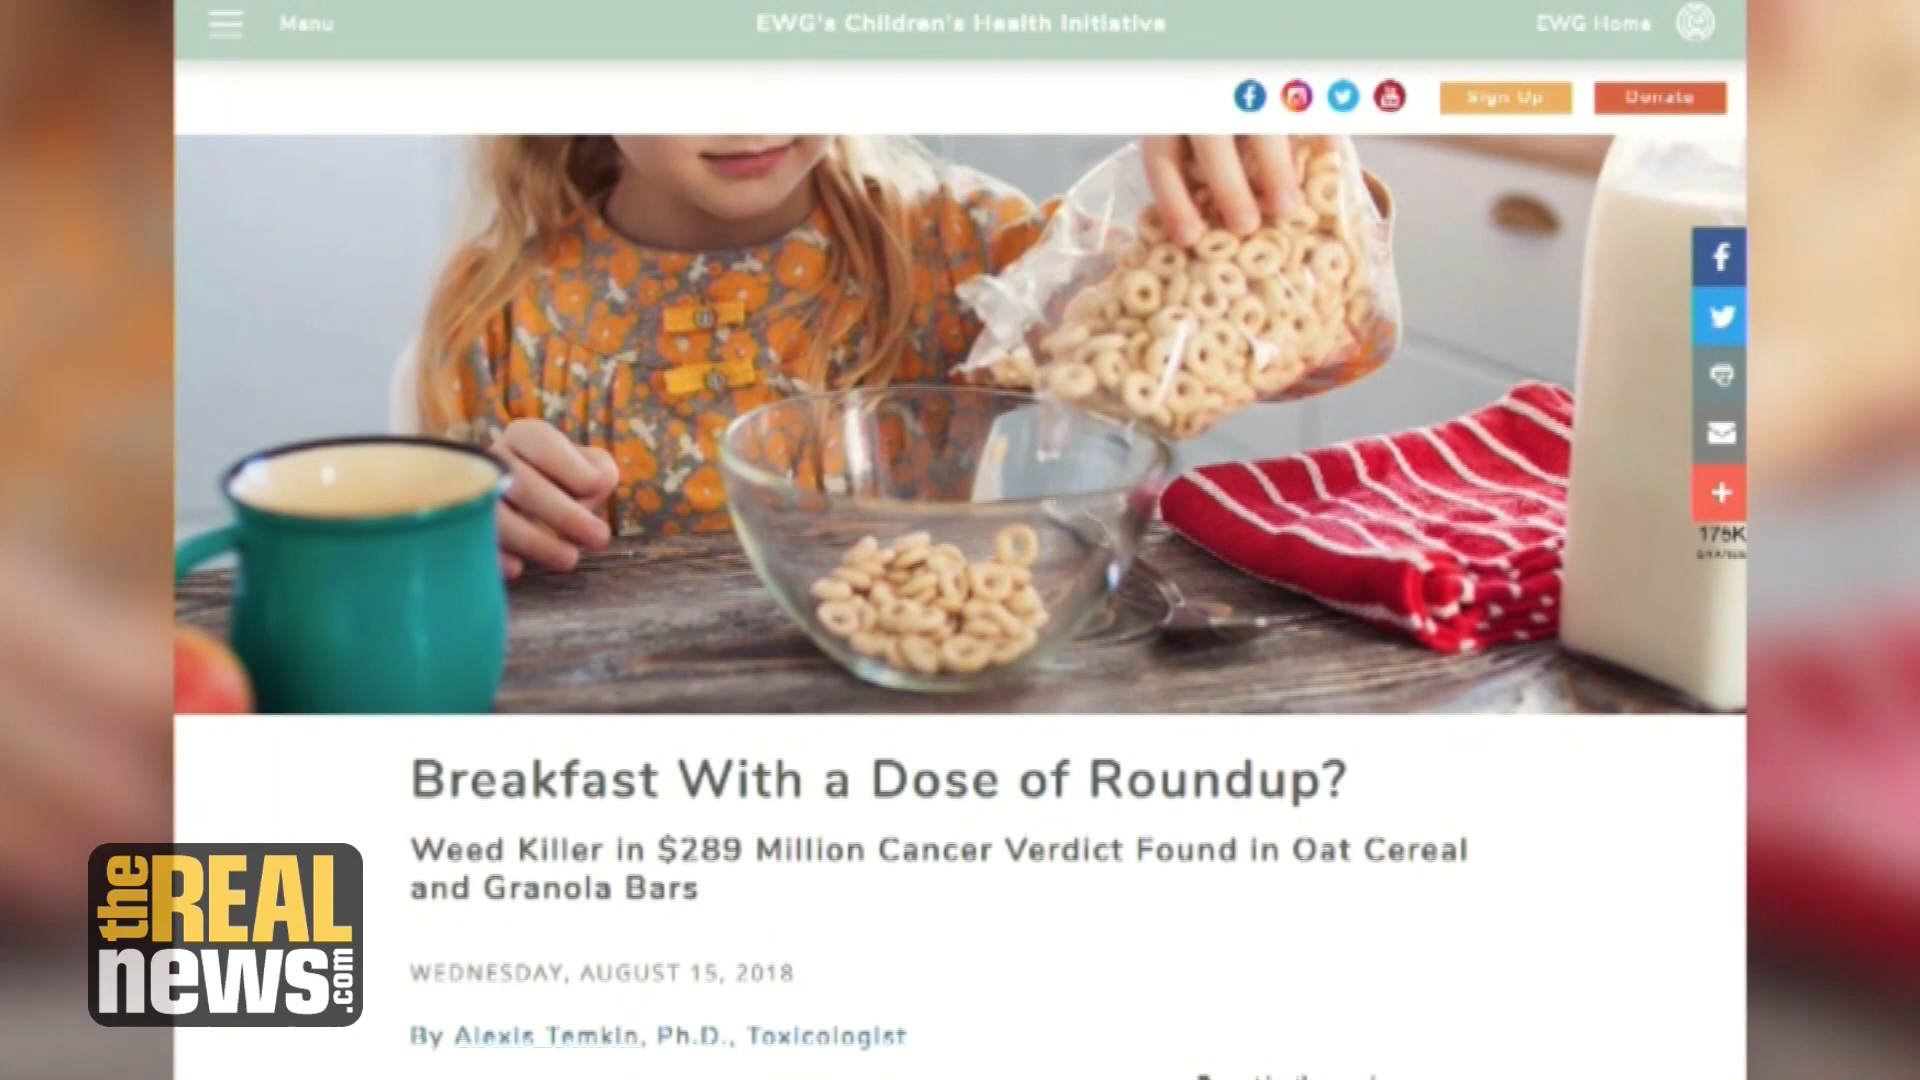 Menu
EWG's Children's Health Initiative
EWG Home
Sign Up
Donate
175K
Breakfast With a Dose of Roundup?
Weed Killer in $289 Million Cancer Verdict Found in Oat Cereal
and Granola Bars
WEDNESDAY, AUGUST 15, 2018
By Alexis Temkin, Ph.D., Toxicologist
the REAL
news.com